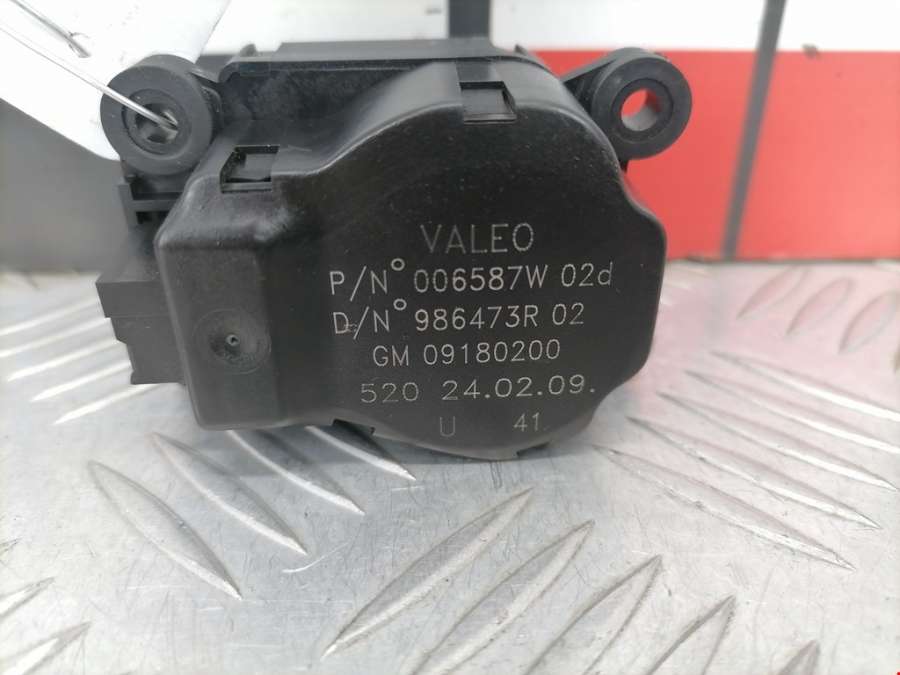 VALEO
P/N° 006587W 02d
D/N° 986473R 02
GM 09180200
520 24.02.09.
U 41